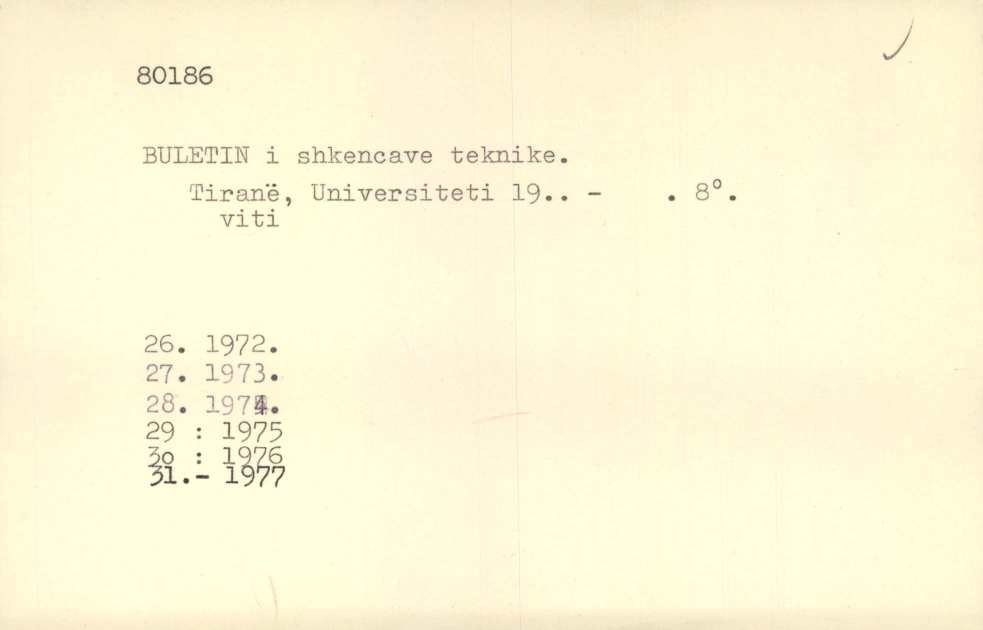 80186
BULETIN i shkencave teknike.
Tiranë, Universiteti 19.. - . 8°.
viti
26. 1972.
27. 1973.
28. 1974.
29 : 1975
3o : 1976
31.- 1977